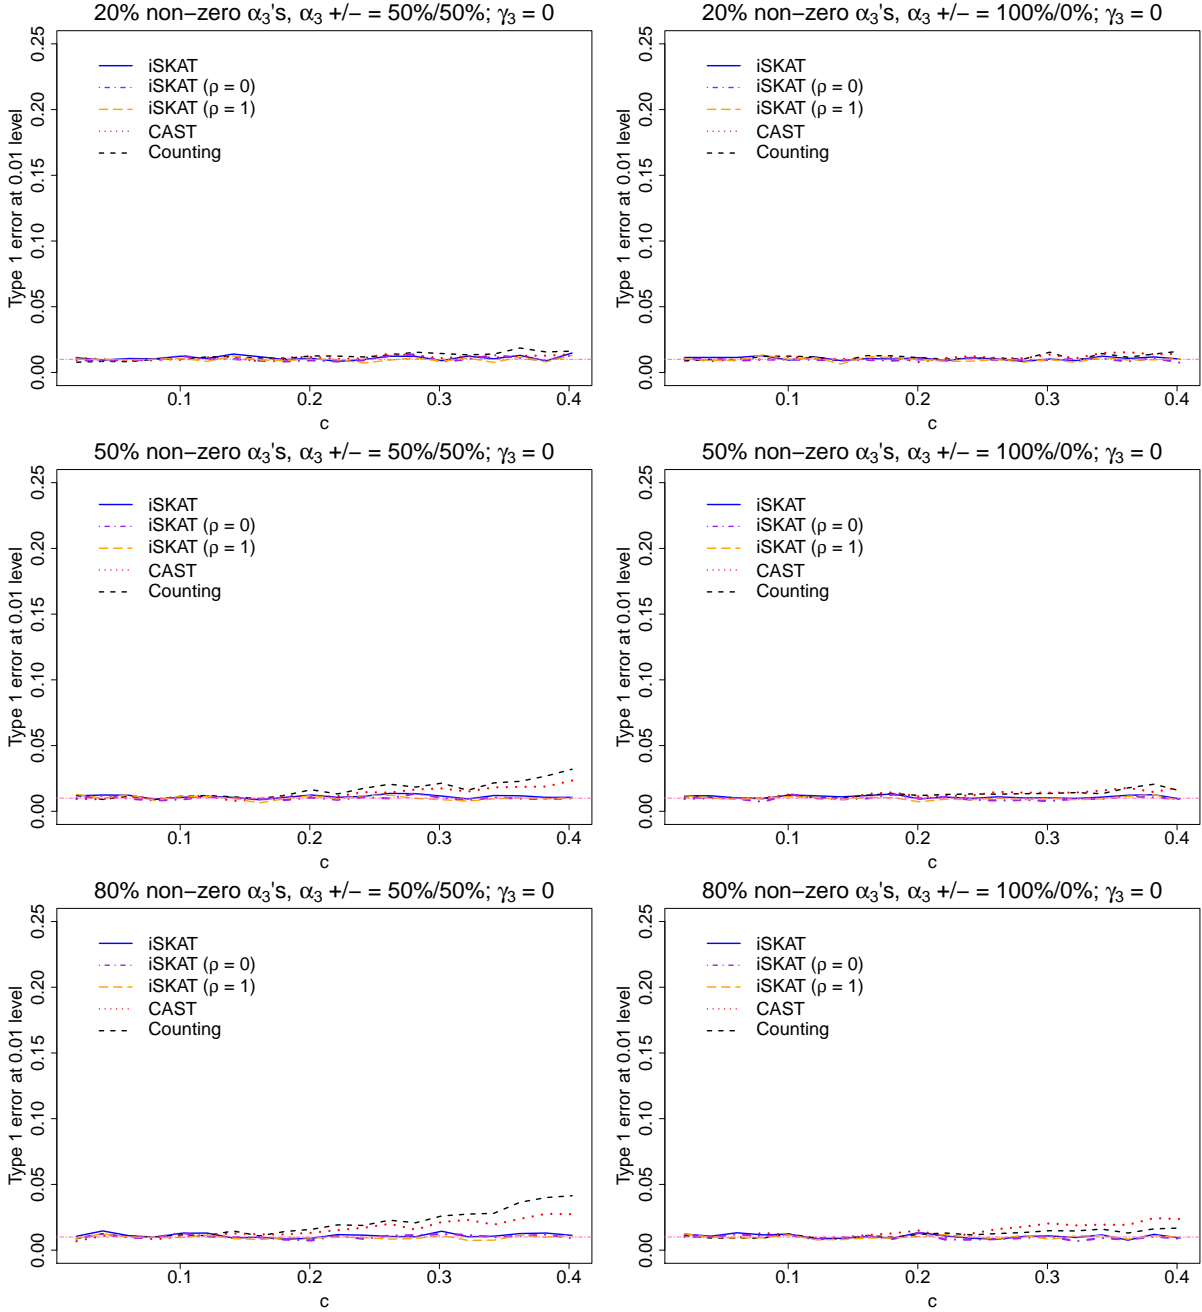 20% non−zero α₃'s, α₃ +/− = 50%/50%; γ₃ = 0
Type 1 error at 0.01 level
0.25
0.20
0.15
0.10
0.05
0.00
iSKAT
iSKAT (ρ = 0)
iSKAT (ρ = 1)
CAST
Counting
0.1 0.2 0.3 0.4
c
20% non−zero α₃'s, α₃ +/− = 100%/0%; γ₃ = 0
Type 1 error at 0.01 level
0.25
0.20
0.15
0.10
0.05
0.00
iSKAT
iSKAT (ρ = 0)
iSKAT (ρ = 1)
CAST
Counting
0.1 0.2 0.3 0.4
c
50% non−zero α₃'s, α₃ +/− = 50%/50%; γ₃ = 0
Type 1 error at 0.01 level
0.25
0.20
0.15
0.10
0.05
0.00
iSKAT
iSKAT (ρ = 0)
iSKAT (ρ = 1)
CAST
Counting
0.1 0.2 0.3 0.4
c
50% non−zero α₃'s, α₃ +/− = 100%/0%; γ₃ = 0
Type 1 error at 0.01 level
0.25
0.20
0.15
0.10
0.05
0.00
iSKAT
iSKAT (ρ = 0)
iSKAT (ρ = 1)
CAST
Counting
0.1 0.2 0.3 0.4
c
80% non−zero α₃'s, α₃ +/− = 50%/50%; γ₃ = 0
Type 1 error at 0.01 level
0.25
0.20
0.15
0.10
0.05
0.00
iSKAT
iSKAT (ρ = 0)
iSKAT (ρ = 1)
CAST
Counting
0.1 0.2 0.3 0.4
c
80% non−zero α₃'s, α₃ +/− = 100%/0%; γ₃ = 0
Type 1 error at 0.01 level
0.25
0.20
0.15
0.10
0.05
0.00
iSKAT
iSKAT (ρ = 0)
iSKAT (ρ = 1)
CAST
Counting
0.1 0.2 0.3 0.4
c